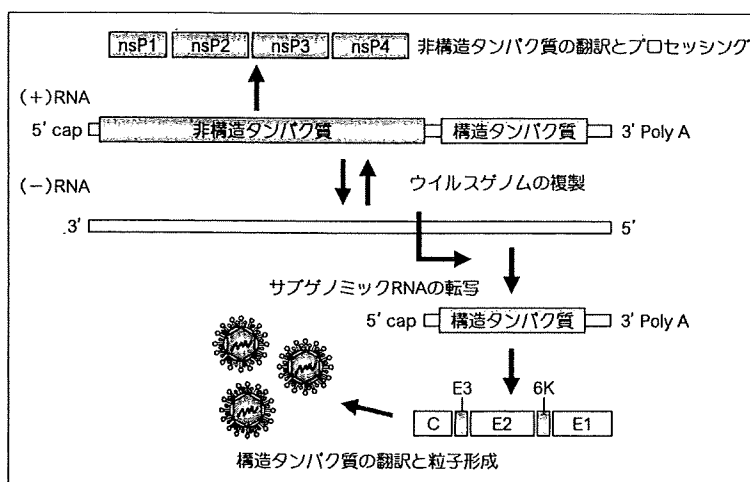 nsP1 nsP2 nsP3 nsP4 非構造タンパク質の翻訳とプロセッシング
(+)RNA
5' cap 非構造タンパク質 構造タンパク質 3' Poly A
(−)RNA ウイルスゲノムの複製
3' 5'
サブゲノミックRNAの転写
5' cap 構造タンパク質 3' Poly A
E3 6K
C E2 E1
構造タンパク質の翻訳と粒子形成